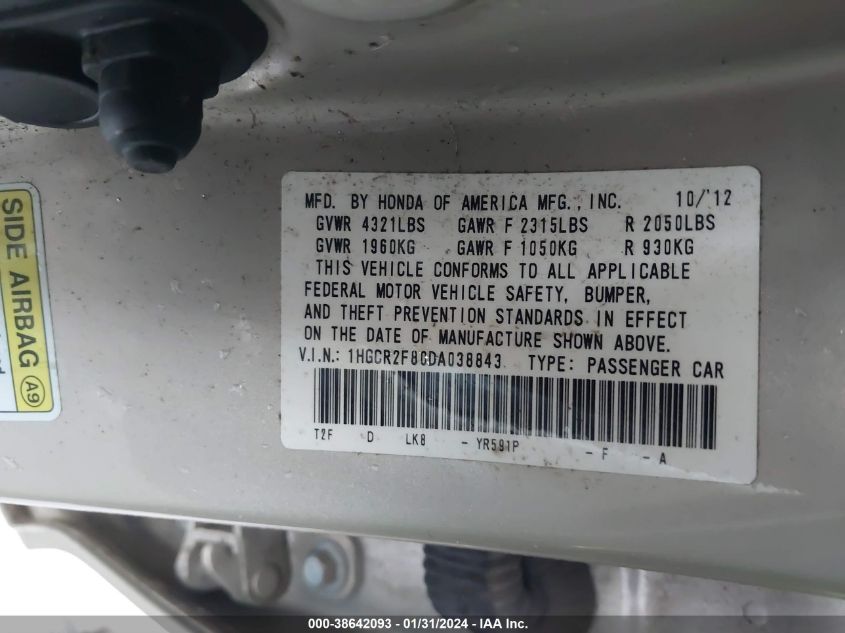 MFD. BY HONDA OF AMERICA MFG., INC. 10/'12
GVWR 4321LBS GAWR F 2315LBS R 2050LBS
GVWR 1960KG GAWR F 1050KG R 930KG
THIS VEHICLE CONFORMS TO ALL APPLICABLE
FEDERAL MOTOR VEHICLE SAFETY, BUMPER,
AND THEFT PREVENTION STANDARDS IN EFFECT
ON THE DATE OF MANUFACTURE SHOWN ABOVE.
V.I.N.: 1HGCR2F80DA038843 TYPE: PASSENGER CAR
T2F D LK8 - YR591P - F - A
SIDE AIRBAG A9
000-38642093 - 01/31/2024 - IAA Inc.